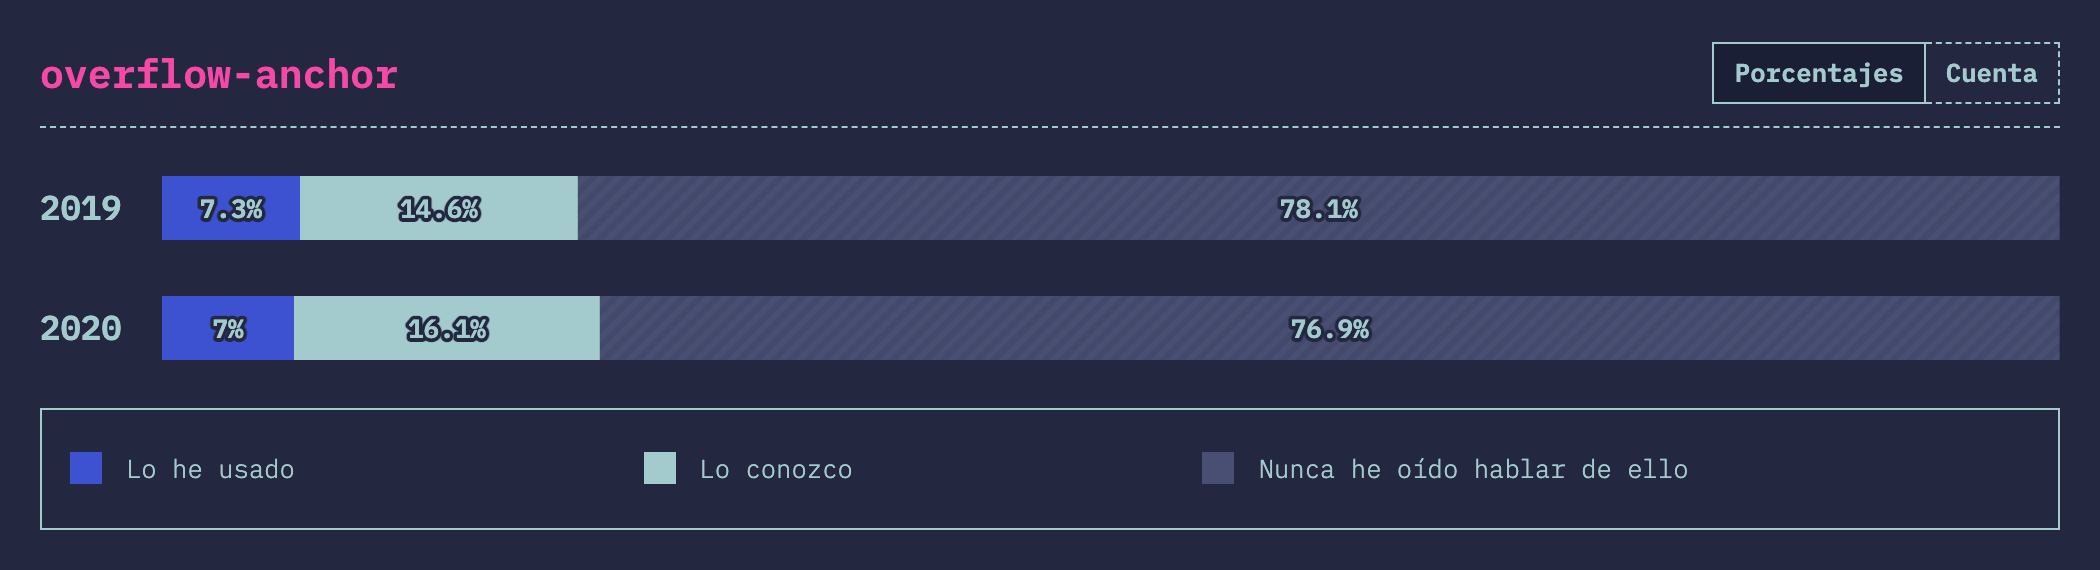 overflow-anchor
Porcentajes Cuenta
2019 7.3% 14.6% 78.1%
2020 7% 16.1% 76.9%
Lo he usado Lo conozco Nunca he oído hablar de ello